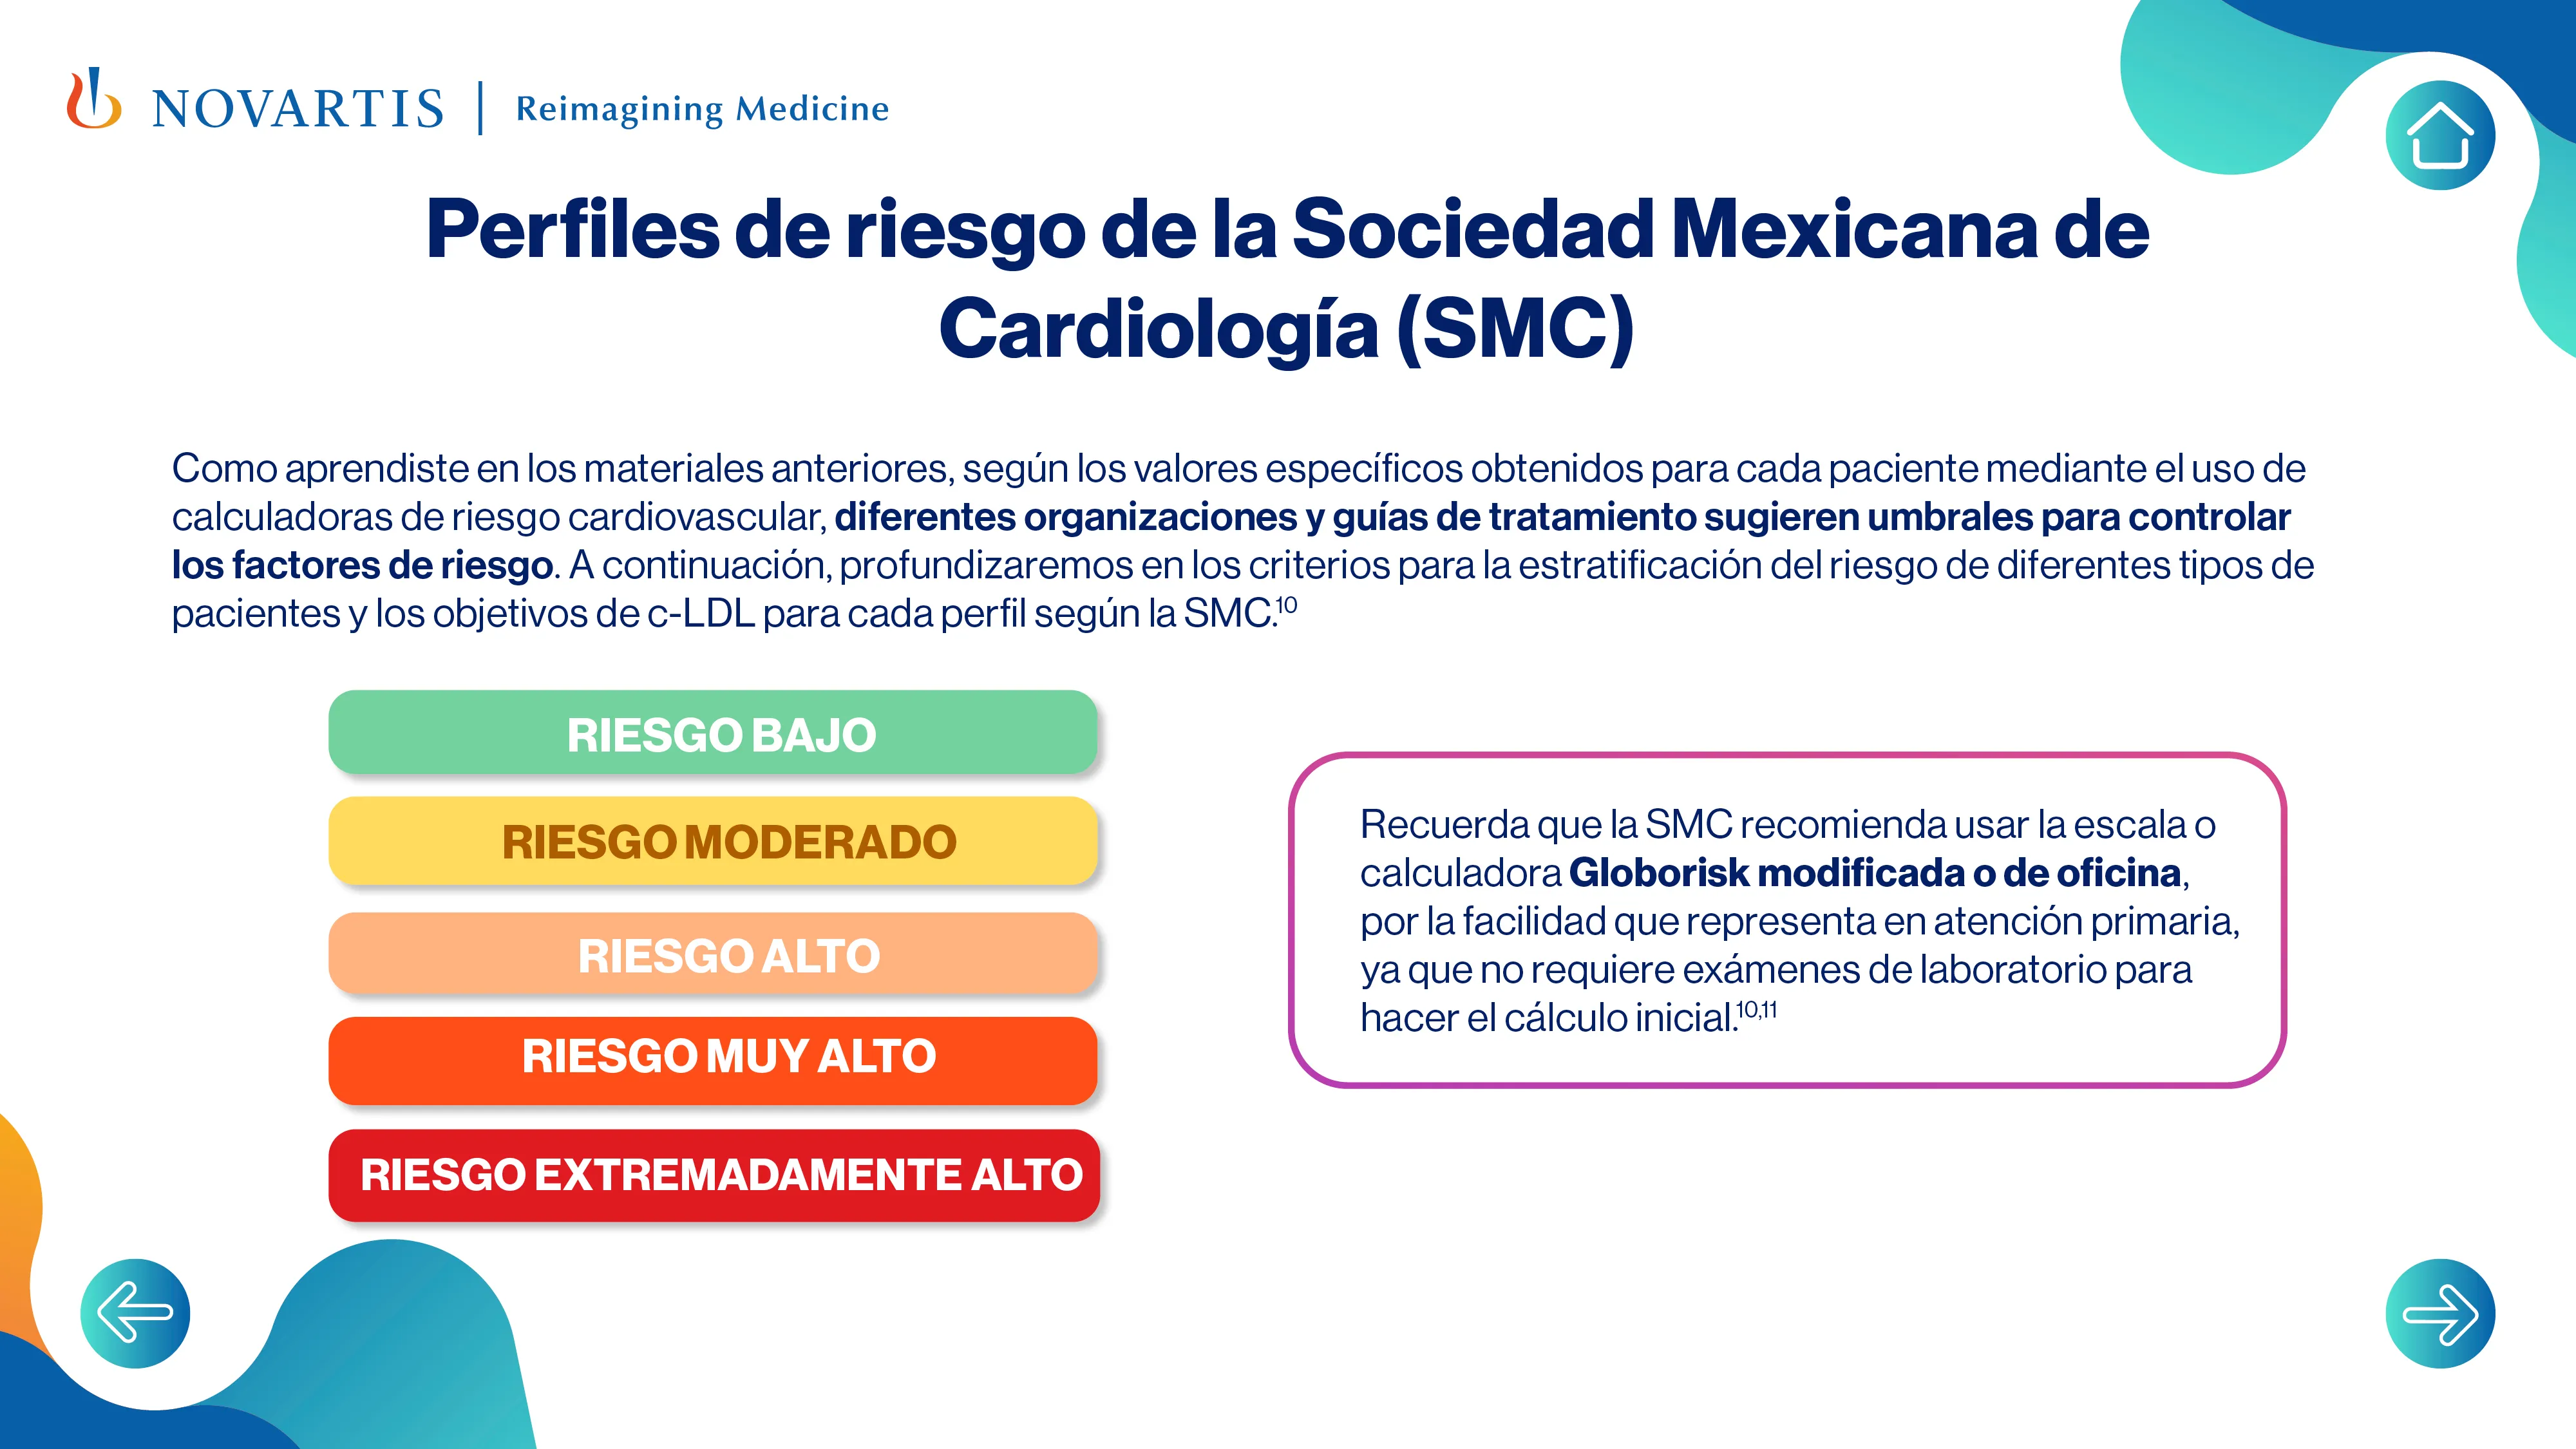 NOVARTIS | Reimagining Medicine
Perfiles de riesgo de la Sociedad Mexicana de
Cardiología (SMC)
Como aprendiste en los materiales anteriores, según los valores específicos obtenidos para cada paciente mediante el uso de
calculadoras de riesgo cardiovascular, diferentes organizaciones y guías de tratamiento sugieren umbrales para controlar
los factores de riesgo. A continuación, profundizaremos en los criterios para la estratificación del riesgo de diferentes tipos de
pacientes y los objetivos de c-LDL para cada perfil según la SMC.10
RIESGO BAJO
RIESGO MODERADO
RIESGO ALTO
RIESGO MUY ALTO
RIESGO EXTREMADAMENTE ALTO
Recuerda que la SMC recomienda usar la escala o
calculadora Globorisk modificada o de oficina,
por la facilidad que representa en atención primaria,
ya que no requiere exámenes de laboratorio para
hacer el cálculo inicial.10,11